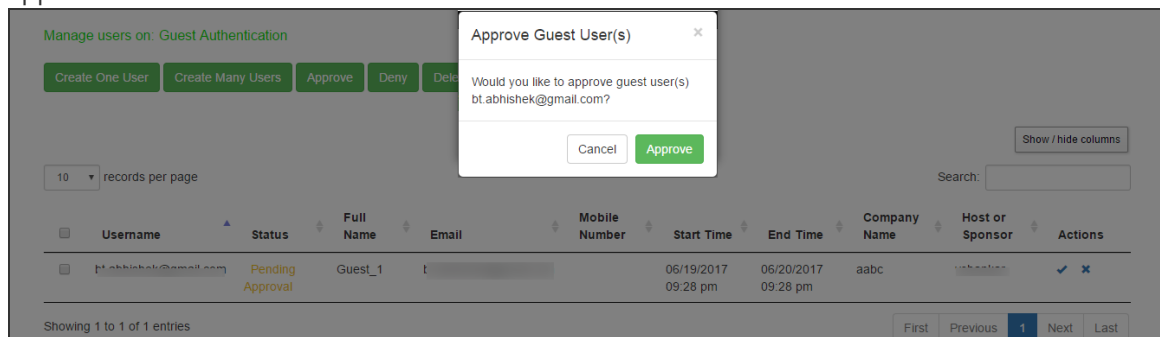 Manage users on: Guest Authentication
Create One User Create Many Users Approve Deny Dele
Approve Guest User(s) ×
Would you like to approve guest user(s)
bt.abhishek@gmail.com?
Cancel Approve
Show / hide columns
10 records per page
Search:
Username Status Full Name Email Mobile Number Start Time End Time Company Name Host or Sponsor Actions
bt.abhishek@gmail.com Pending Approval Guest_1 06/19/2017 09:28 pm 06/20/2017 09:28 pm aabc
Showing 1 to 1 of 1 entries
First Previous 1 Next Last